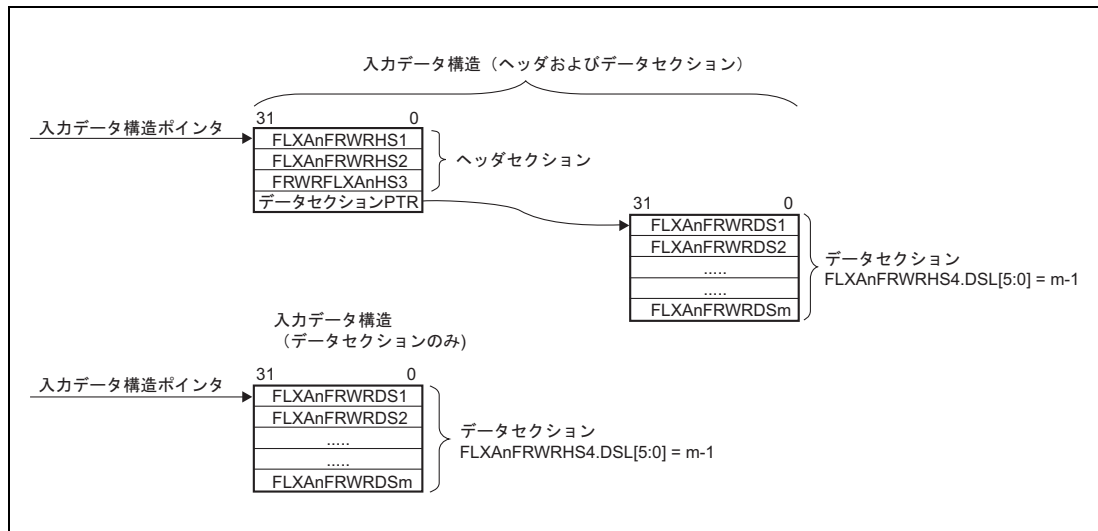 入力データ構造（ヘッダおよびデータセクション）
入力データ構造ポインタ
31 0
FLXAnFRWRHS1
FLXAnFRWRHS2
FRWRFLXAnHS3
データセクションPTR
ヘッダセクション
31 0
FLXAnFRWRDS1
FLXAnFRWRDS2
.....
.....
FLXAnFRWRDSm
データセクション
FLXAnFRWRHS4.DSL[5:0] = m-1
入力データ構造
（データセクションのみ)
入力データ構造ポインタ
31 0
FLXAnFRWRDS1
FLXAnFRWRDS2
.....
.....
FLXAnFRWRDSm
データセクション
FLXAnFRWRHS4.DSL[5:0] = m-1